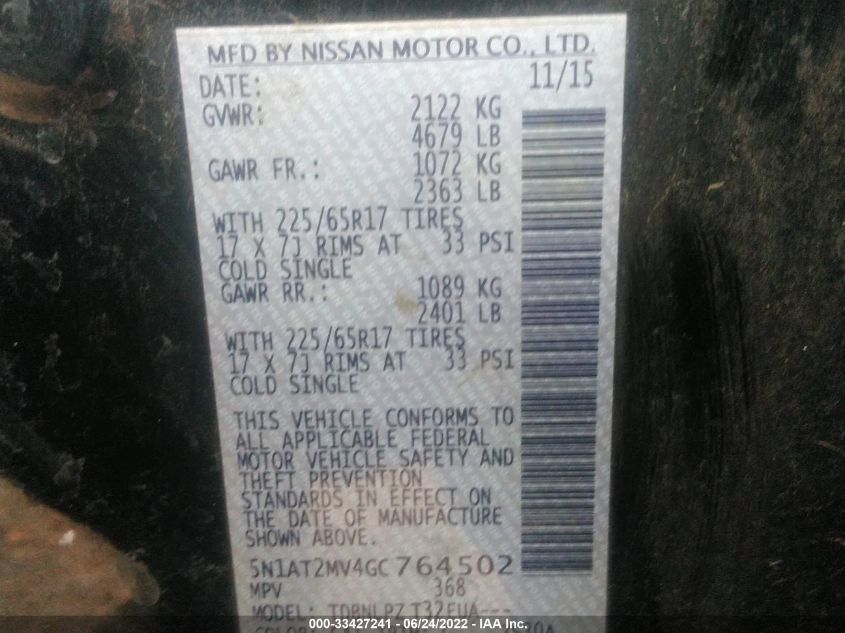 MFD BY NISSAN MOTOR CO., LTD.
DATE: 11/15
GVWR: 2122 KG
4679 LB
GAWR FR.: 1072 KG
2363 LB
WITH 225/65R17 TIRES
17 X 7J RIMS AT 33 PSI
COLD SINGLE
GAWR RR.: 1089 KG
2401 LB
WITH 225/65R17 TIRES
17 X 7J RIMS AT 33 PSI
COLD SINGLE
THIS VEHICLE CONFORMS TO
ALL APPLICABLE FEDERAL
MOTOR VEHICLE SAFETY AND
THEFT PREVENTION
STANDARDS IN EFFECT ON
THE DATE OF MANUFACTURE
SHOWN ABOVE.
5N1AT2MV4GC764502
MPV 368
MODEL:
000-33427241 - 06/24/2022 - IAA Inc.